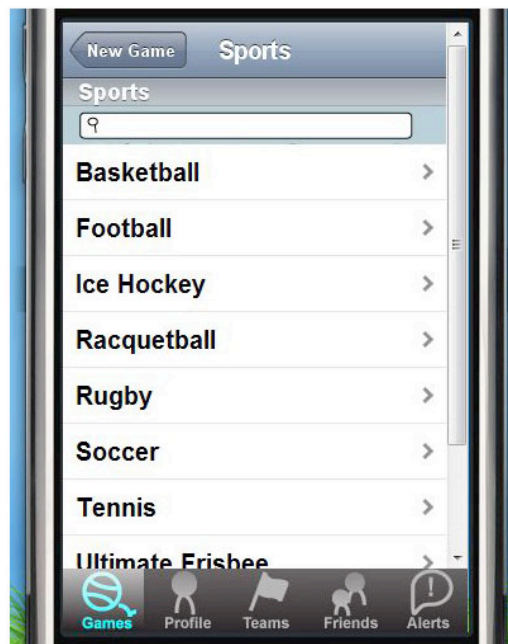 New Game Sports
Sports
Basketball
Football
Ice Hockey
Racquetball
Rugby
Soccer
Tennis
Ultimate Frisbee
Games Profile Teams Friends Alerts